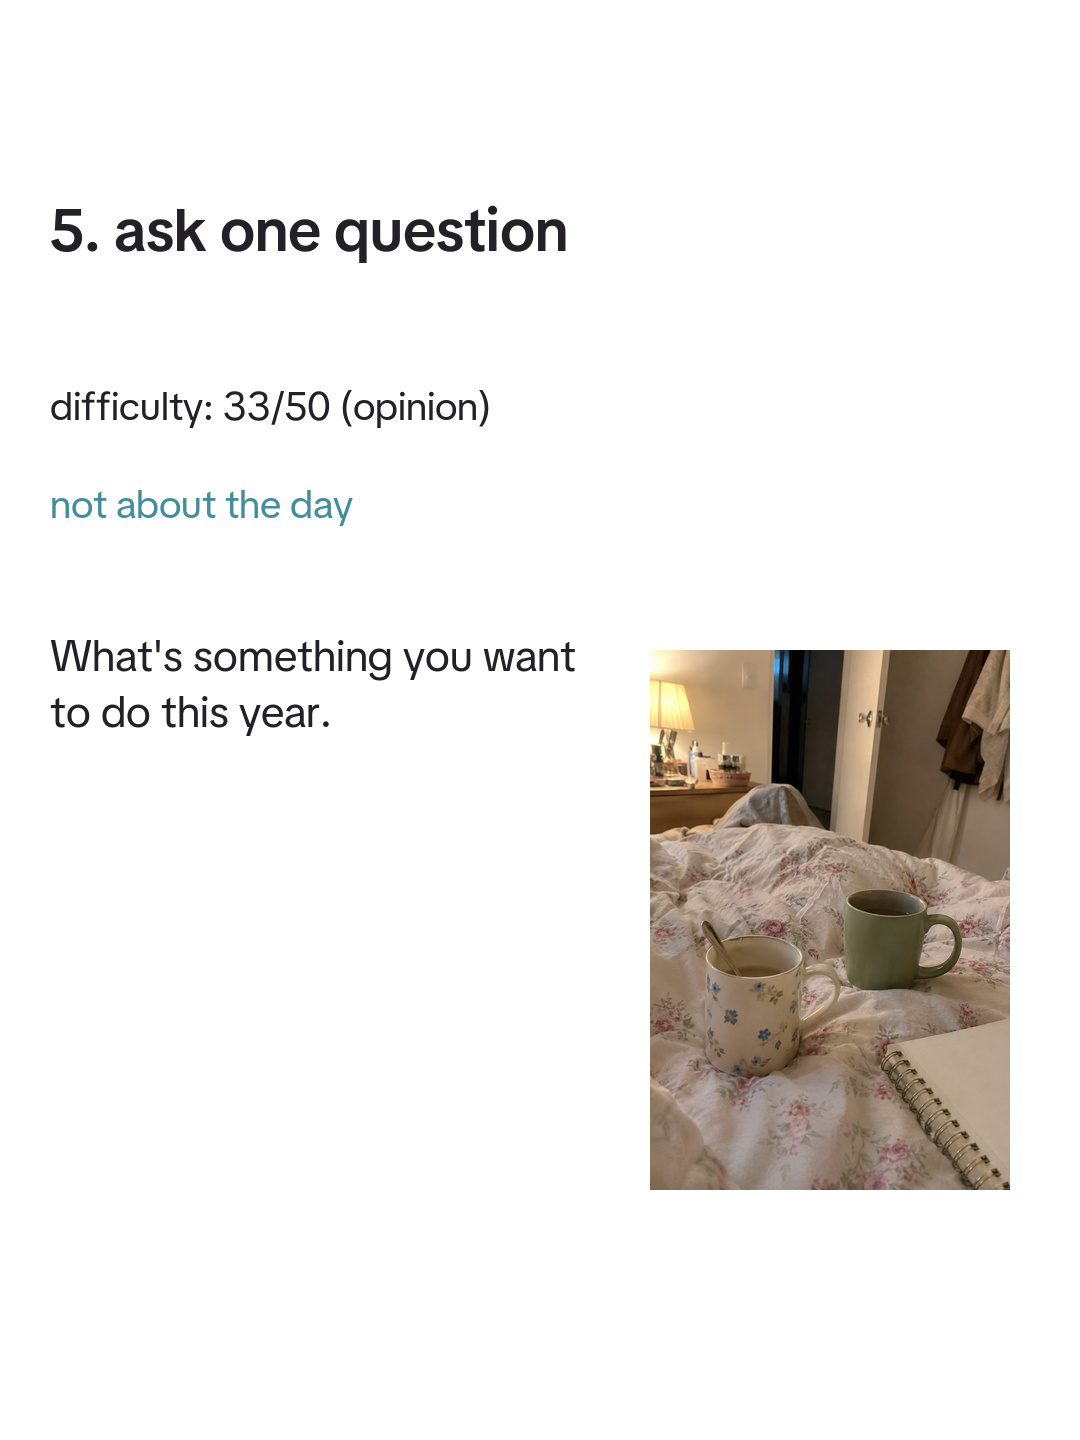 5. ask one question
difficulty: 33/50 (opinion)
not about the day
What's something you want
to do this year.